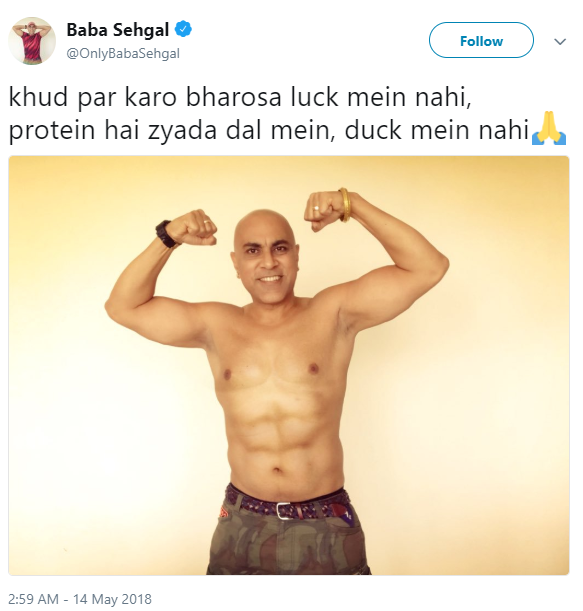 Baba Sehgal
@OnlyBabaSehgal
Follow
khud par karo bharosa luck mein nahi,
protein hai zyada dal mein, duck mein nahi🙏
2:59 AM - 14 May 2018